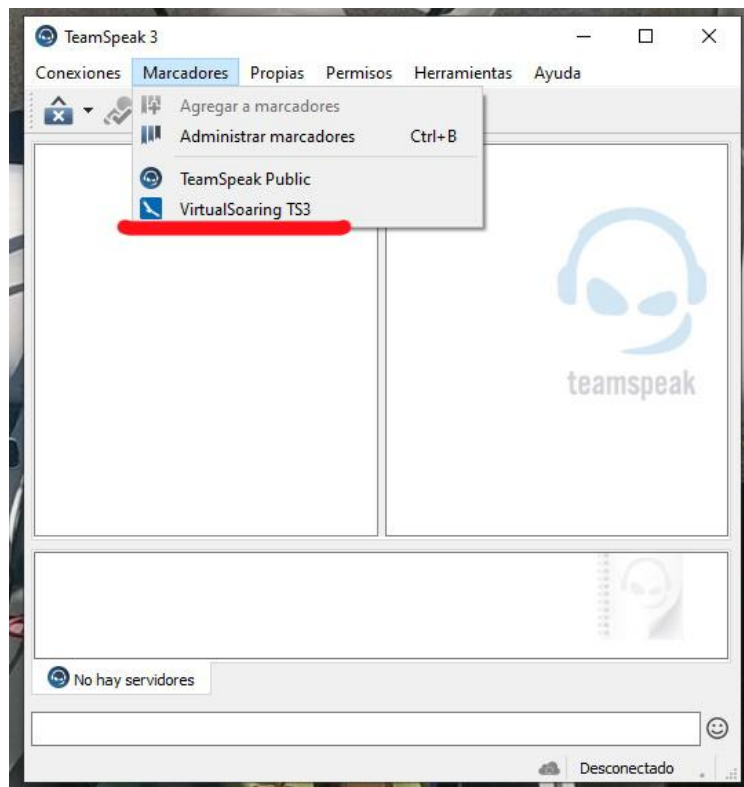 TeamSpeak 3
Conexiones Marcadores Propias Permisos Herramientas Ayuda
Agregar a marcadores
Administrar marcadores Ctrl+B
TeamSpeak Public
VirtualSoaring TS3
teamspeak
No hay servidores
Desconectado